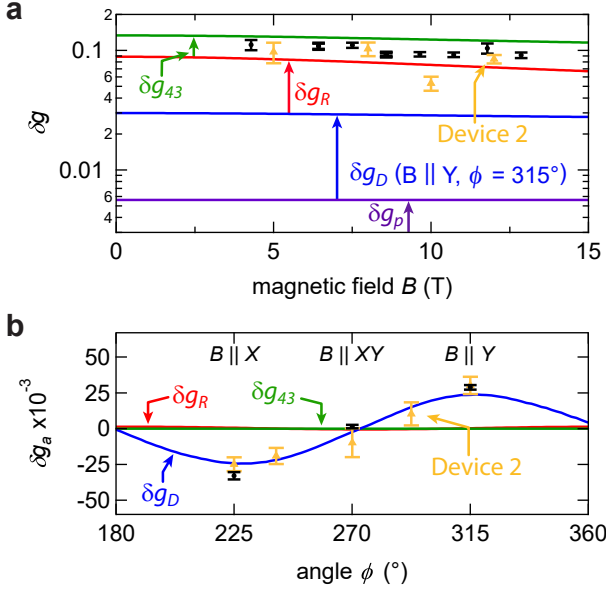 a
δg
0.1
8
6
4
2
0.01
8
6
4
2
δg43
δgR
Device 2
δgD (B || Y, ϕ = 315°)
δgp
0 5 10 15
magnetic field B (T)
b
B || X B || XY B || Y
δga x10-3
50
25
0
-25
-50
δgR
δg43
δgD
Device 2
180 225 270 315 360
angle ϕ (°)